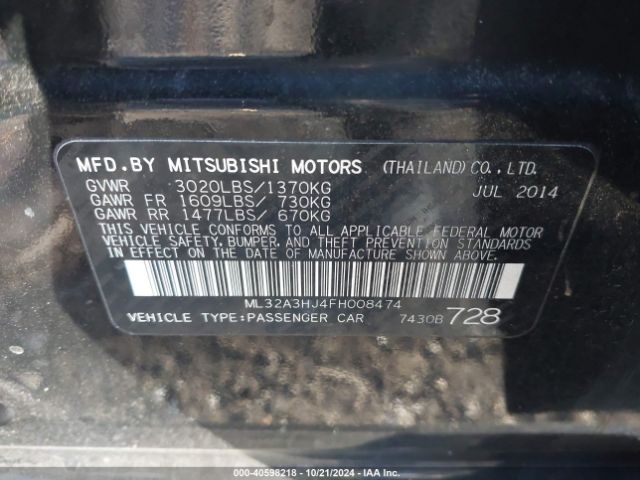 MFD.BY MITSUBISHI MOTORS (THAILAND)CO.,LTD.
GVWR 3020LBS/1370KG JUL 2014
GAWR FR 1609LBS/ 730KG
GAWR RR 1477LBS/ 670KG
THIS VEHICLE CONFORMS TO ALL APPLICABLE FEDERAL MOTOR
VEHICLE SAFETY, BUMPER, AND THEFT PREVENTION STANDARDS
IN EFFECT ON THE DATE OF MANUFACTURE SHOWN ABOVE.
ML32A3HJ4FH008474
VEHICLE TYPE:PASSENGER CAR 7430B 728
000-40598218 - 10/21/2024 - IAA Inc.